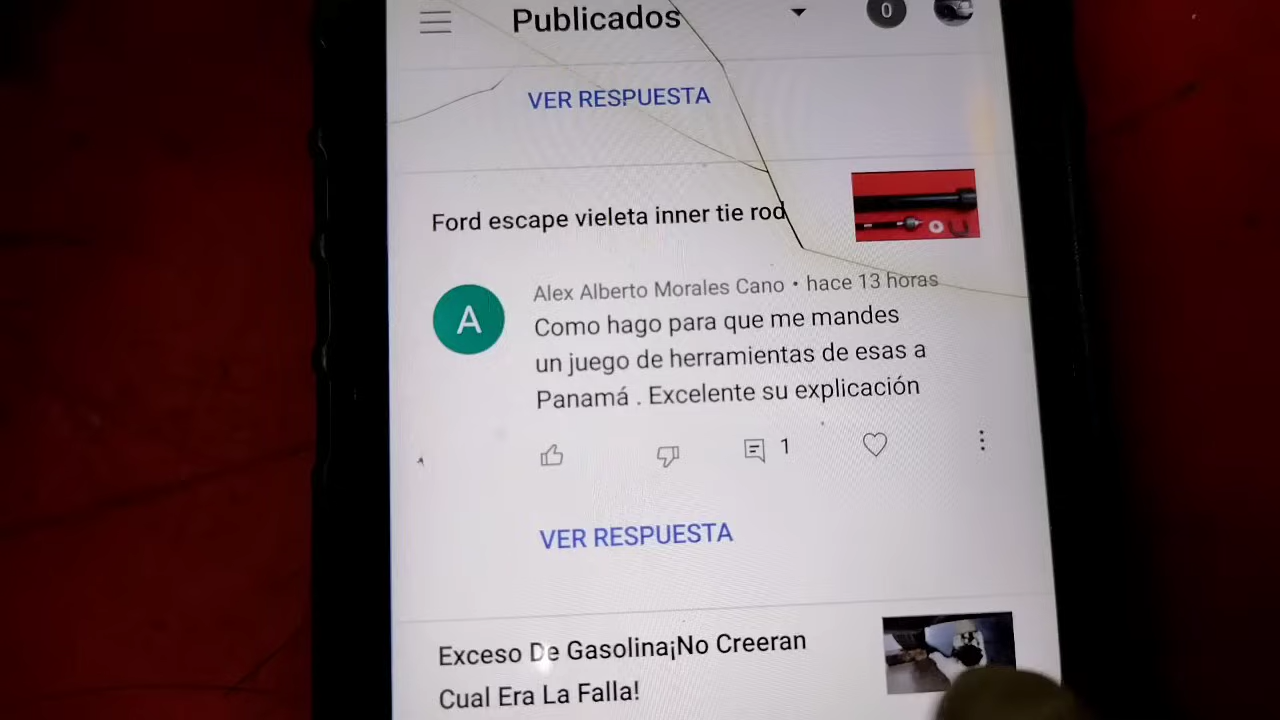 Publicados
0
VER RESPUESTA
Ford escape vieleta inner tie rod
A
Alex Alberto Morales Cano • hace 13 horas
Como hago para que me mandes
un juego de herramientas de esas a
Panamá . Excelente su explicación
1
VER RESPUESTA
Exceso De Gasolina¡No Creeran
Cual Era La Falla!